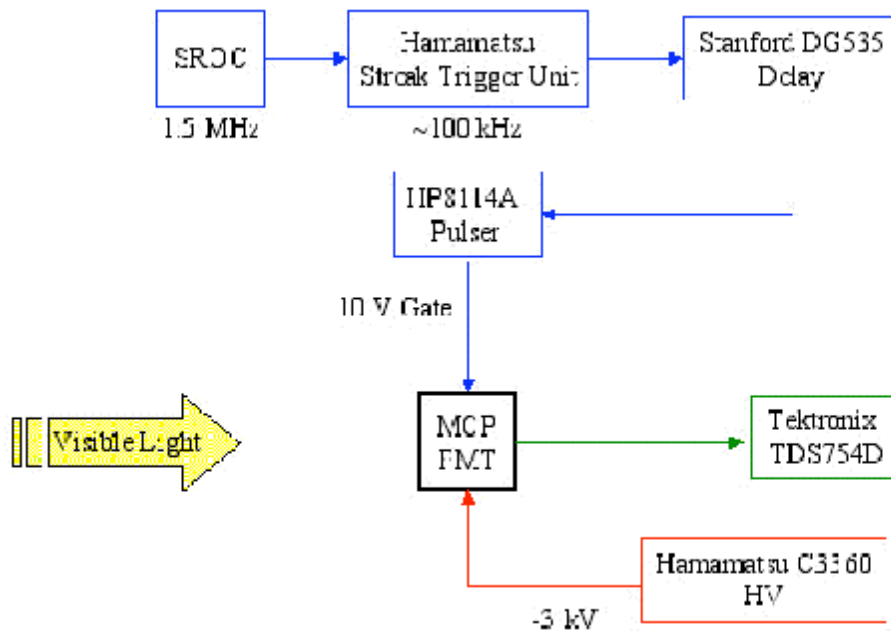 SROC
Hamamatsu
Streak Trigger Unit
Stanford DG535
Delay
1.5 MHz
~100 kHz
HP8114A
Pulser
10 V Gate
Visible Light
MCP
PMT
Tektronix
TDS754D
Hamamatsu C3360
HV
-3 kV